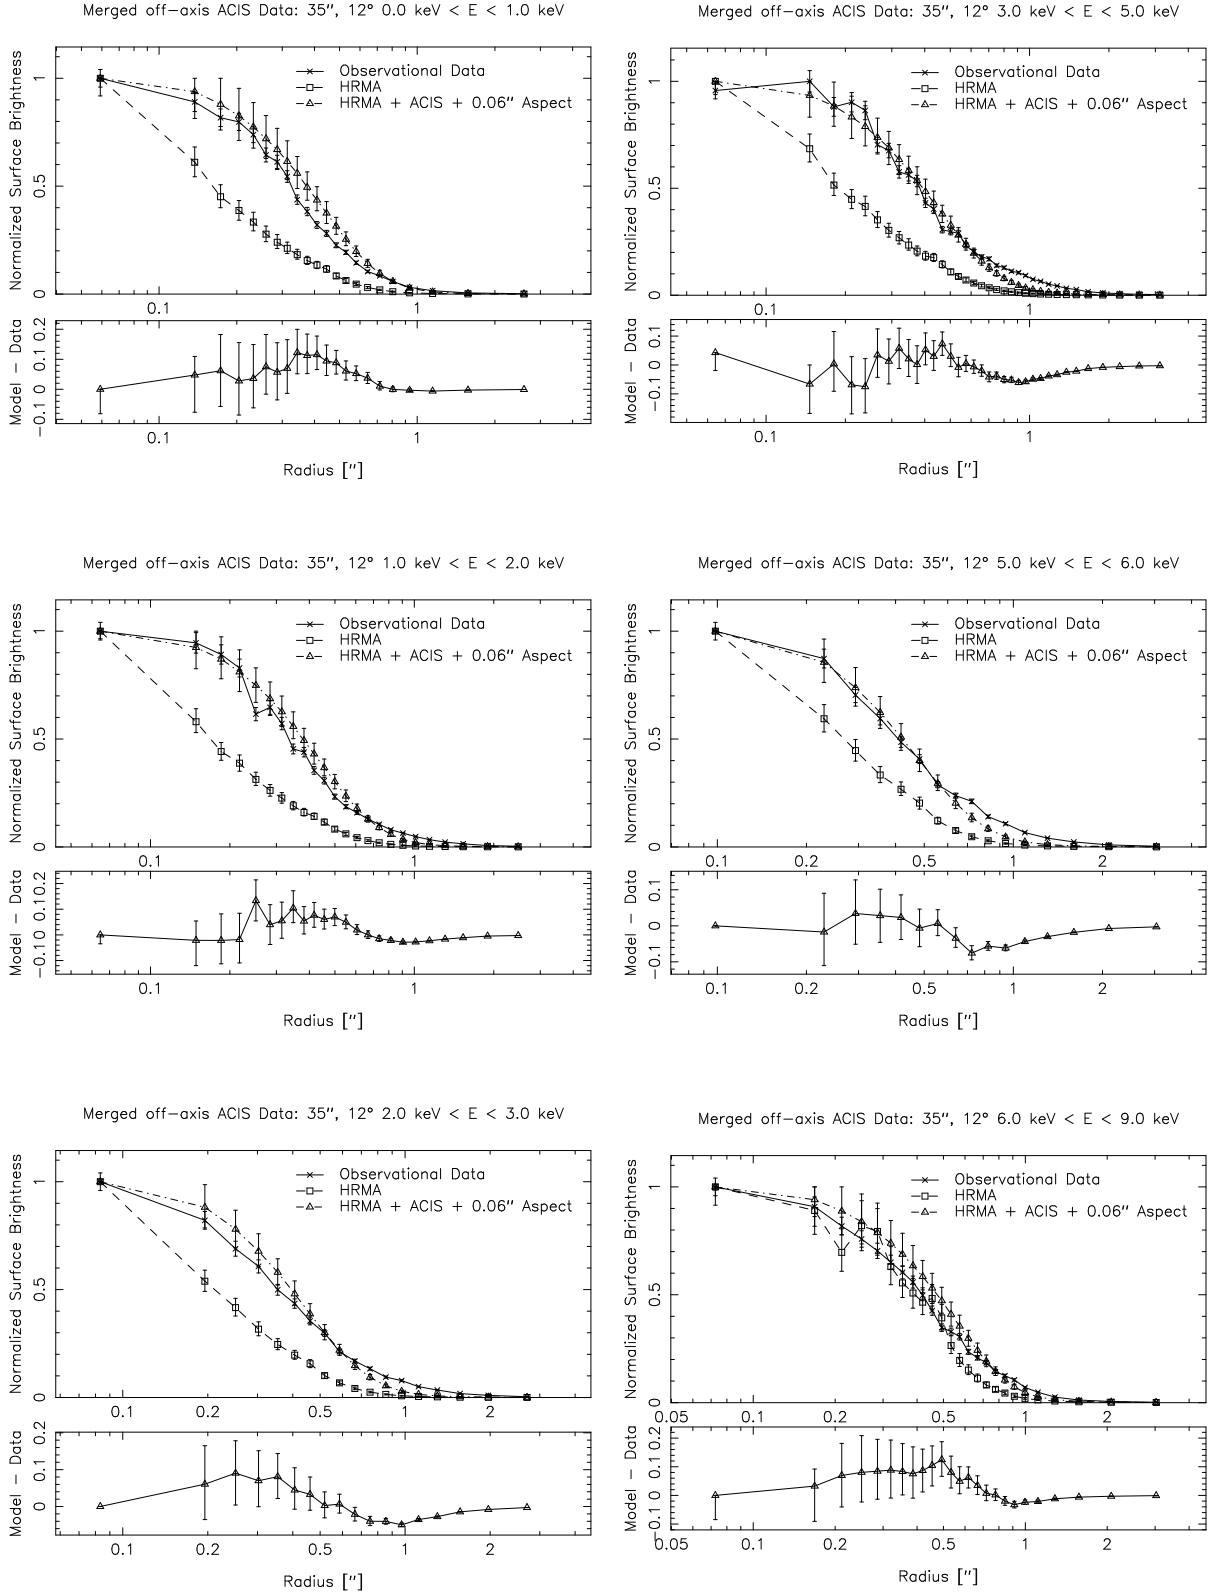 Merged off-axis ACIS Data: 35", 12° 0.0 keV < E < 1.0 keV
Normalized Surface Brightness
1
0.5
0
Observational Data
HRMA
HRMA + ACIS + 0.06" Aspect
0.1
1
Model - Data
-0.1 0 0.1 0.2
0.1
1
Radius ["]
Merged off-axis ACIS Data: 35", 12° 3.0 keV < E < 5.0 keV
Normalized Surface Brightness
1
0.5
0
Observational Data
HRMA
HRMA + ACIS + 0.06" Aspect
0.1
1
Model - Data
-0.1 0 0.1
0.1
1
Radius ["]
Merged off-axis ACIS Data: 35", 12° 1.0 keV < E < 2.0 keV
Normalized Surface Brightness
1
0.5
0
Observational Data
HRMA
HRMA + ACIS + 0.06" Aspect
0.1
1
Model - Data
-0.1 0 0.1 0.2
0.1
1
Radius ["]
Merged off-axis ACIS Data: 35", 12° 5.0 keV < E < 6.0 keV
Normalized Surface Brightness
1
0.5
0
Observational Data
HRMA
HRMA + ACIS + 0.06" Aspect
0.1 0.2 0.5 1 2
Model - Data
-0.1 0 0.1
0.1 0.2 0.5 1 2
Radius ["]
Merged off-axis ACIS Data: 35", 12° 2.0 keV < E < 3.0 keV
Normalized Surface Brightness
1
0.5
0
Observational Data
HRMA
HRMA + ACIS + 0.06" Aspect
0.1 0.2 0.5 1 2
Model - Data
0 0.1 0.2
0.1 0.2 0.5 1 2
Radius ["]
Merged off-axis ACIS Data: 35", 12° 6.0 keV < E < 9.0 keV
Normalized Surface Brightness
1
0.5
0
Observational Data
HRMA
HRMA + ACIS + 0.06" Aspect
0.05 0.1 0.2 0.5 1 2
Model - Data
-0.1 0 0.1 0.2
0.05 0.1 0.2 0.5 1 2
Radius ["]